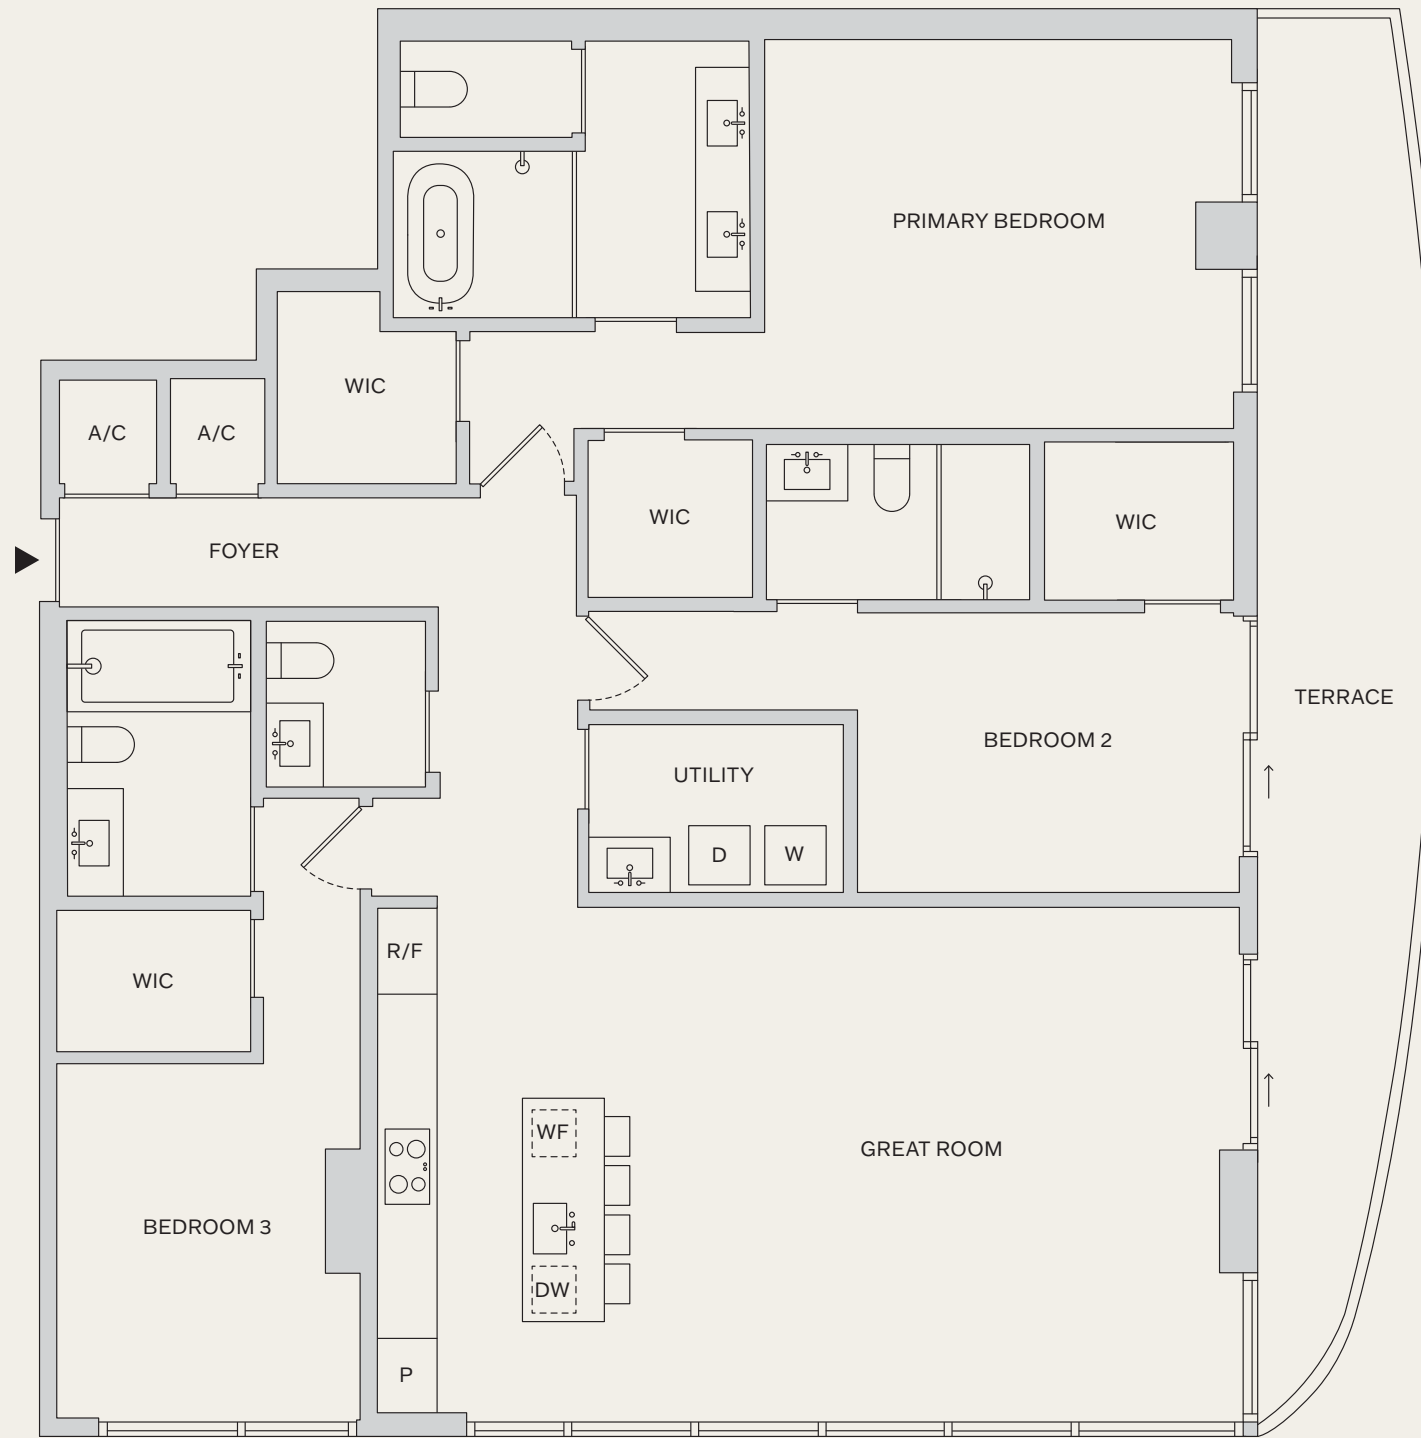 PRIMARY BEDROOM
WIC
A/C
A/C
WIC
WIC
FOYER
TERRACE
BEDROOM 2
UTILITY
D
W
R/F
WIC
WF
GREAT ROOM
BEDROOM 3
DW
P